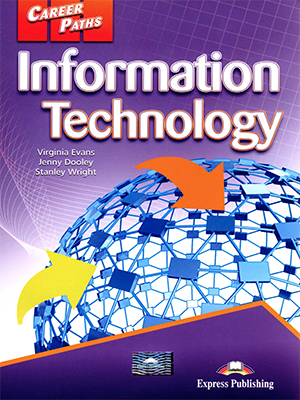 CAREER
PATHS
Information
Technology
Virginia Evans
Jenny Dooley
Stanley Wright
Express Publishing